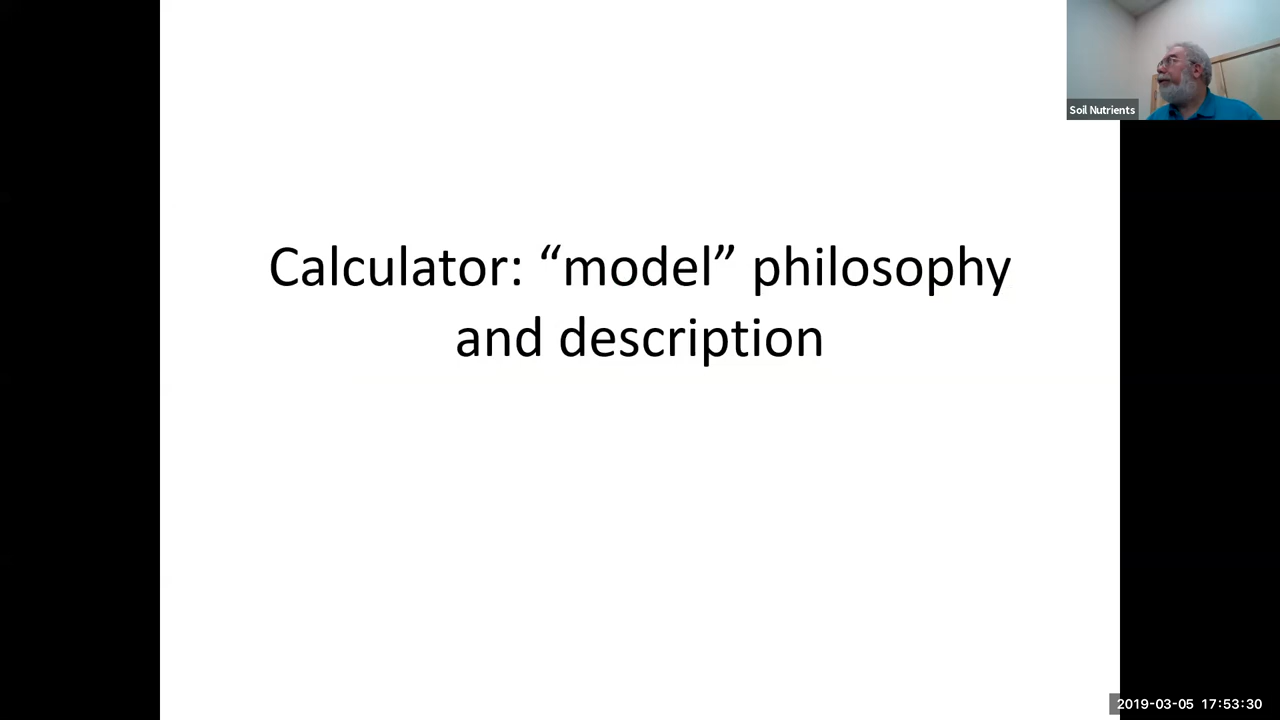 Soil Nutrients
Calculator: “model” philosophy
and description
2019-03-05 17:53:30